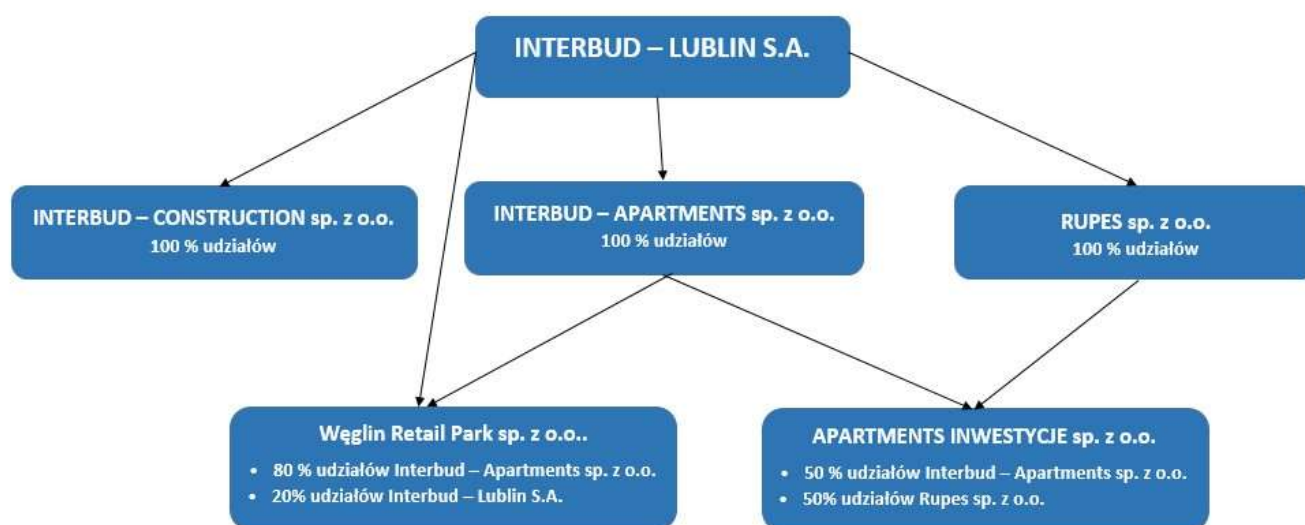 INTERBUD – LUBLIN S.A.
INTERBUD – CONSTRUCTION sp. z o.o.
100 % udziałów
INTERBUD – APARTMENTS sp. z o.o.
100 % udziałów
RUPES sp. z o.o.
100 % udziałów
Węglin Retail Park sp. z o.o..
• 80 % udziałów Interbud – Apartments sp. z o.o.
• 20% udziałów Interbud – Lublin S.A.
APARTMENTS INWESTYCJE sp. z o.o.
• 50 % udziałów Interbud – Apartments sp. z o.o.
• 50% udziałów Rupes sp. z o.o.